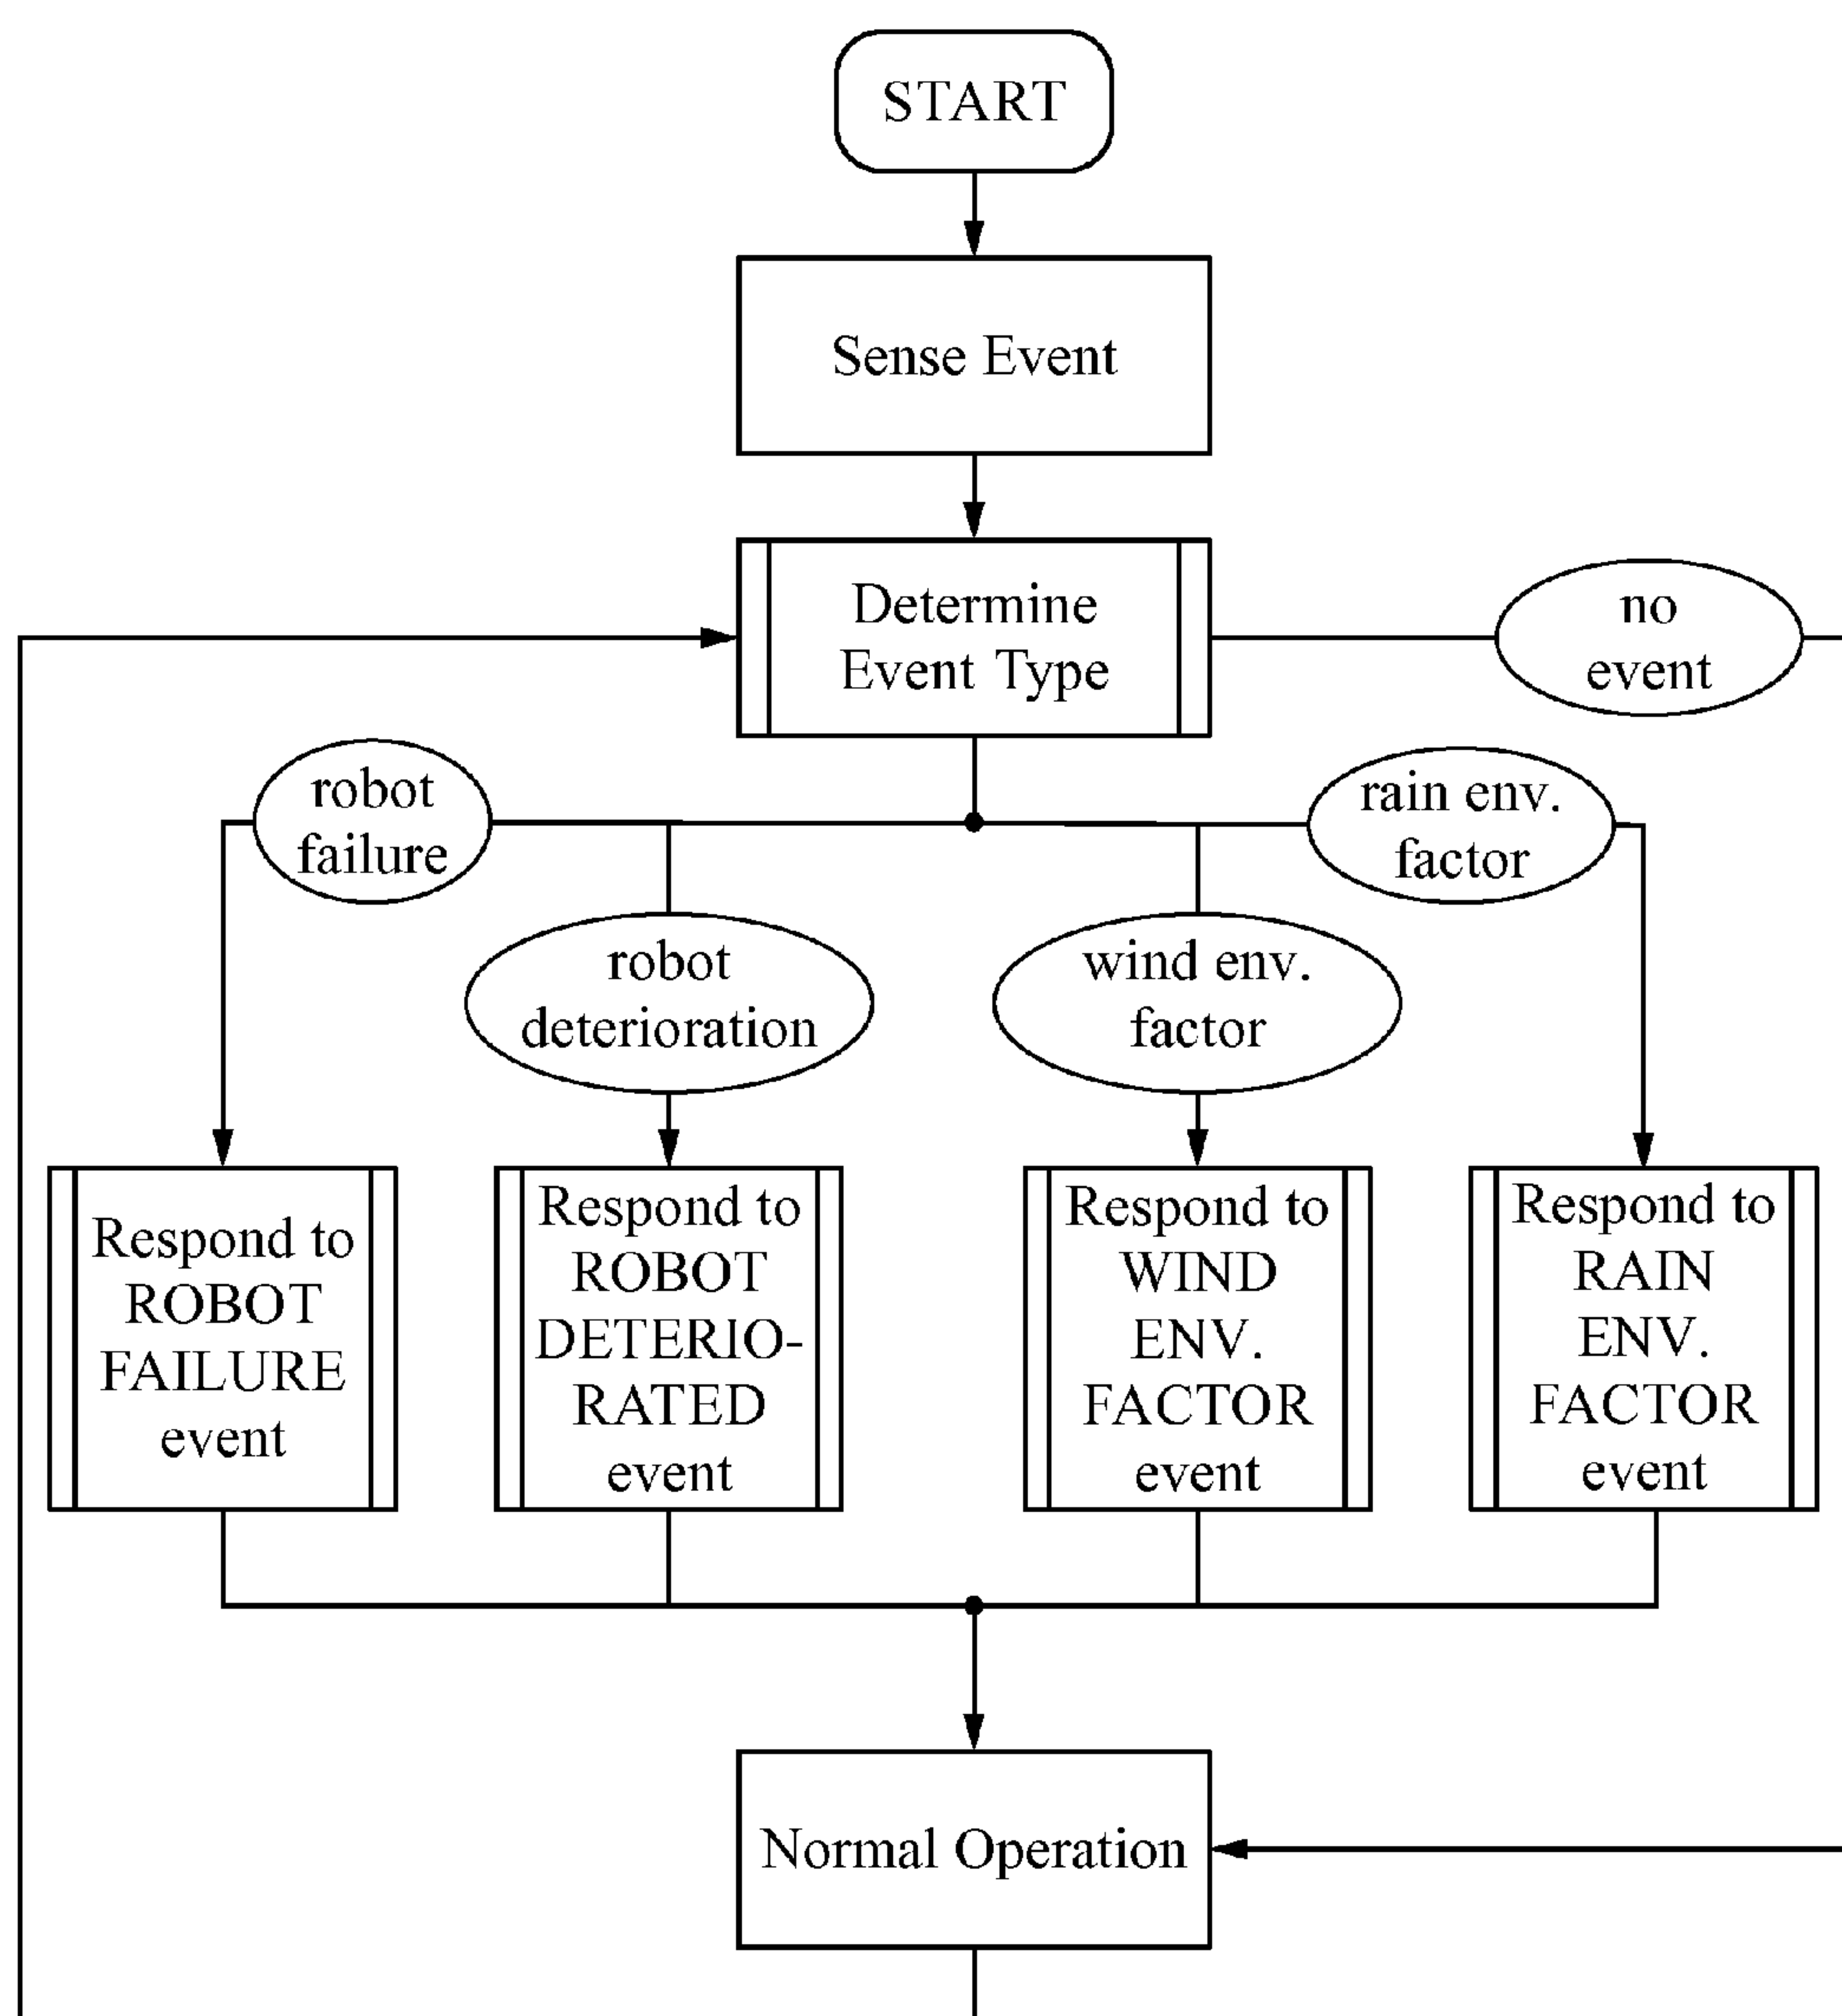 START
Sense Event
Determine
Event Type
no
event
robot
failure
rain env.
factor
robot
deterioration
wind env.
factor
Respond to
ROBOT
FAILURE
event
Respond to
ROBOT
DETERIO-
RATED
event
Respond to
WIND
ENV.
FACTOR
event
Respond to
RAIN
ENV.
FACTOR
event
Normal Operation